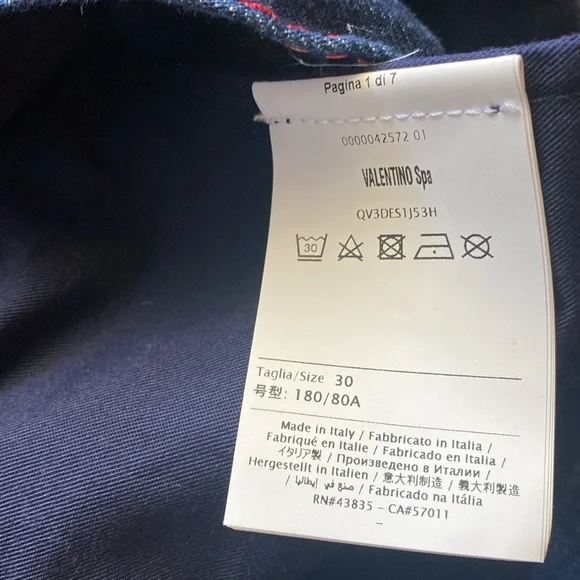 Pagina 1 di 7
0000042572 01
VALENTINO Spa
QV3DES1J53H
30
Taglia/Size 30
号型: 180/80A
Made in Italy / Fabbricato in Italia /
Fabriqué en Italie / Fabricado en Italia /
イタリア製 / Произведено в Италии /
Hergestellt in Italien / 意大利制造 / 義大利製造
/ صنع في إيطاليا / Fabricado na Itália
RN#43835 - CA#57011